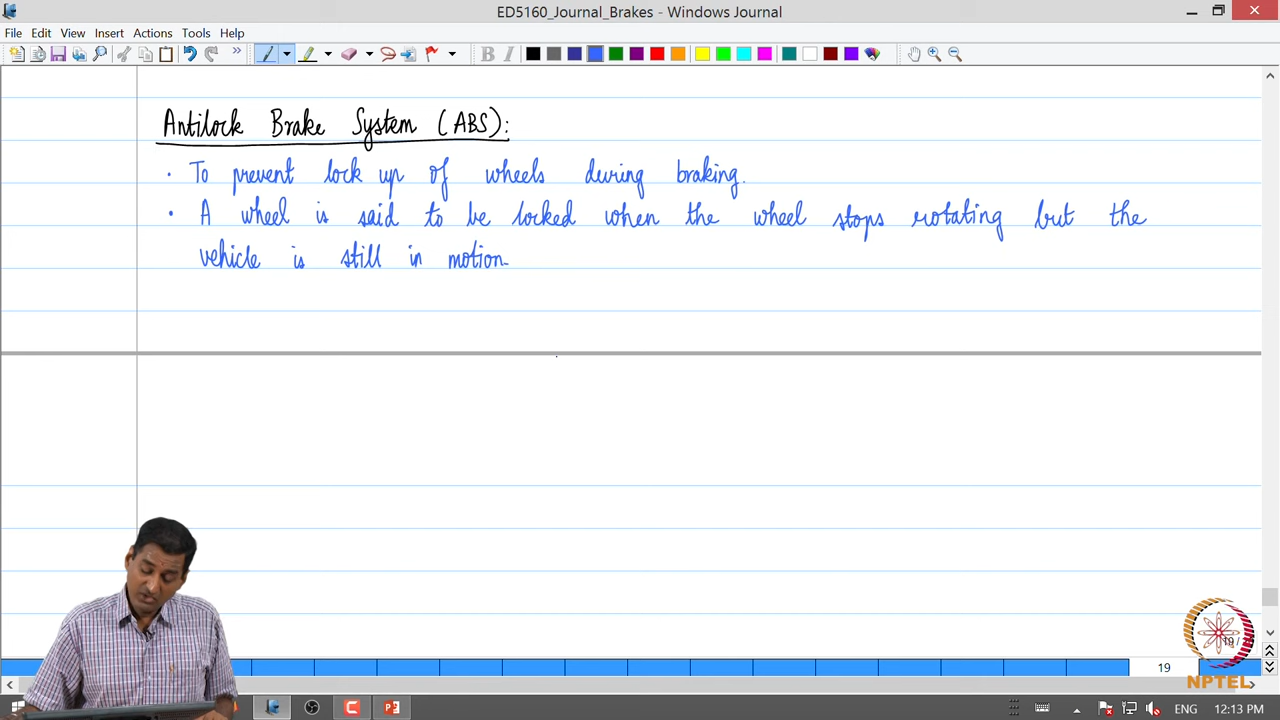 ED5160_Journal_Brakes - Windows Journal
File Edit View Insert Actions Tools Help
Antilock Brake System (ABS):
· To prevent lock up of wheels during braking.
· A wheel is said to be locked when the wheel stops rotating but the
vehicle is still in motion.
19
NPTEL
ENG 12:13 PM